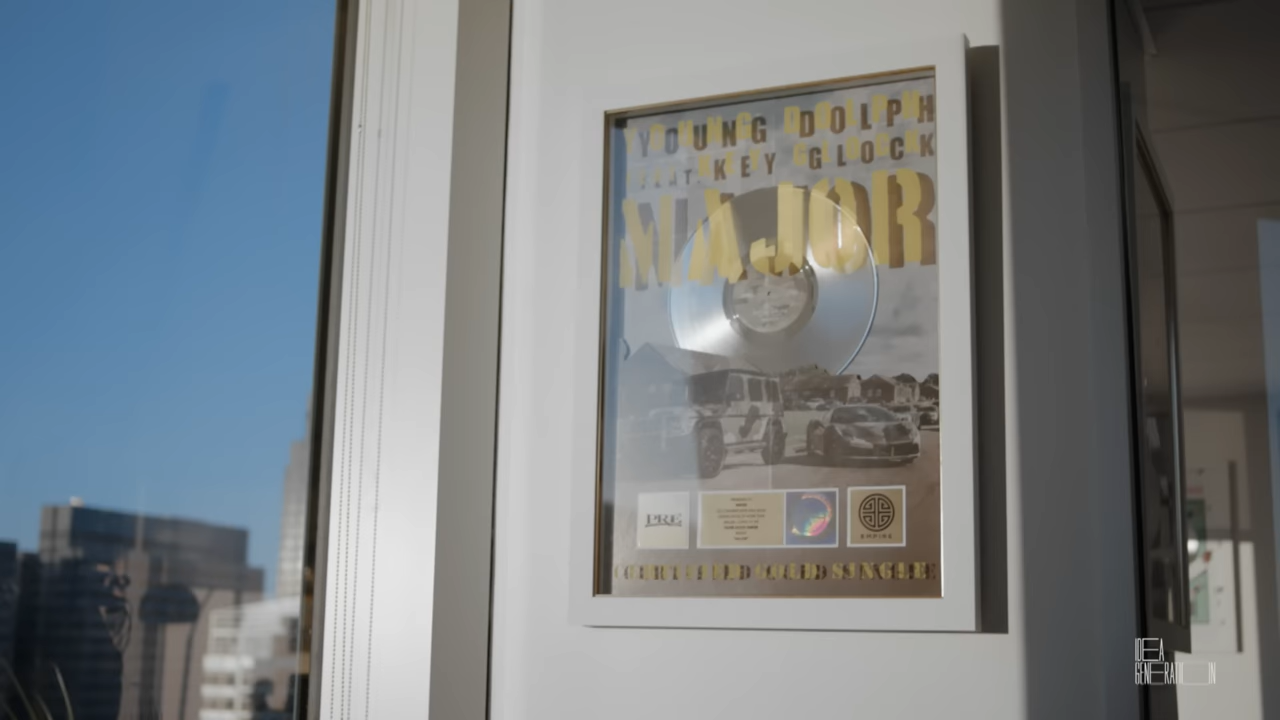 YOUNG DOLPH
FEAT. KEY GLOCK
MAJOR
PRE
EMPIRE
CERTIFIED GOLD SINGLE
IDEA
GENERATION